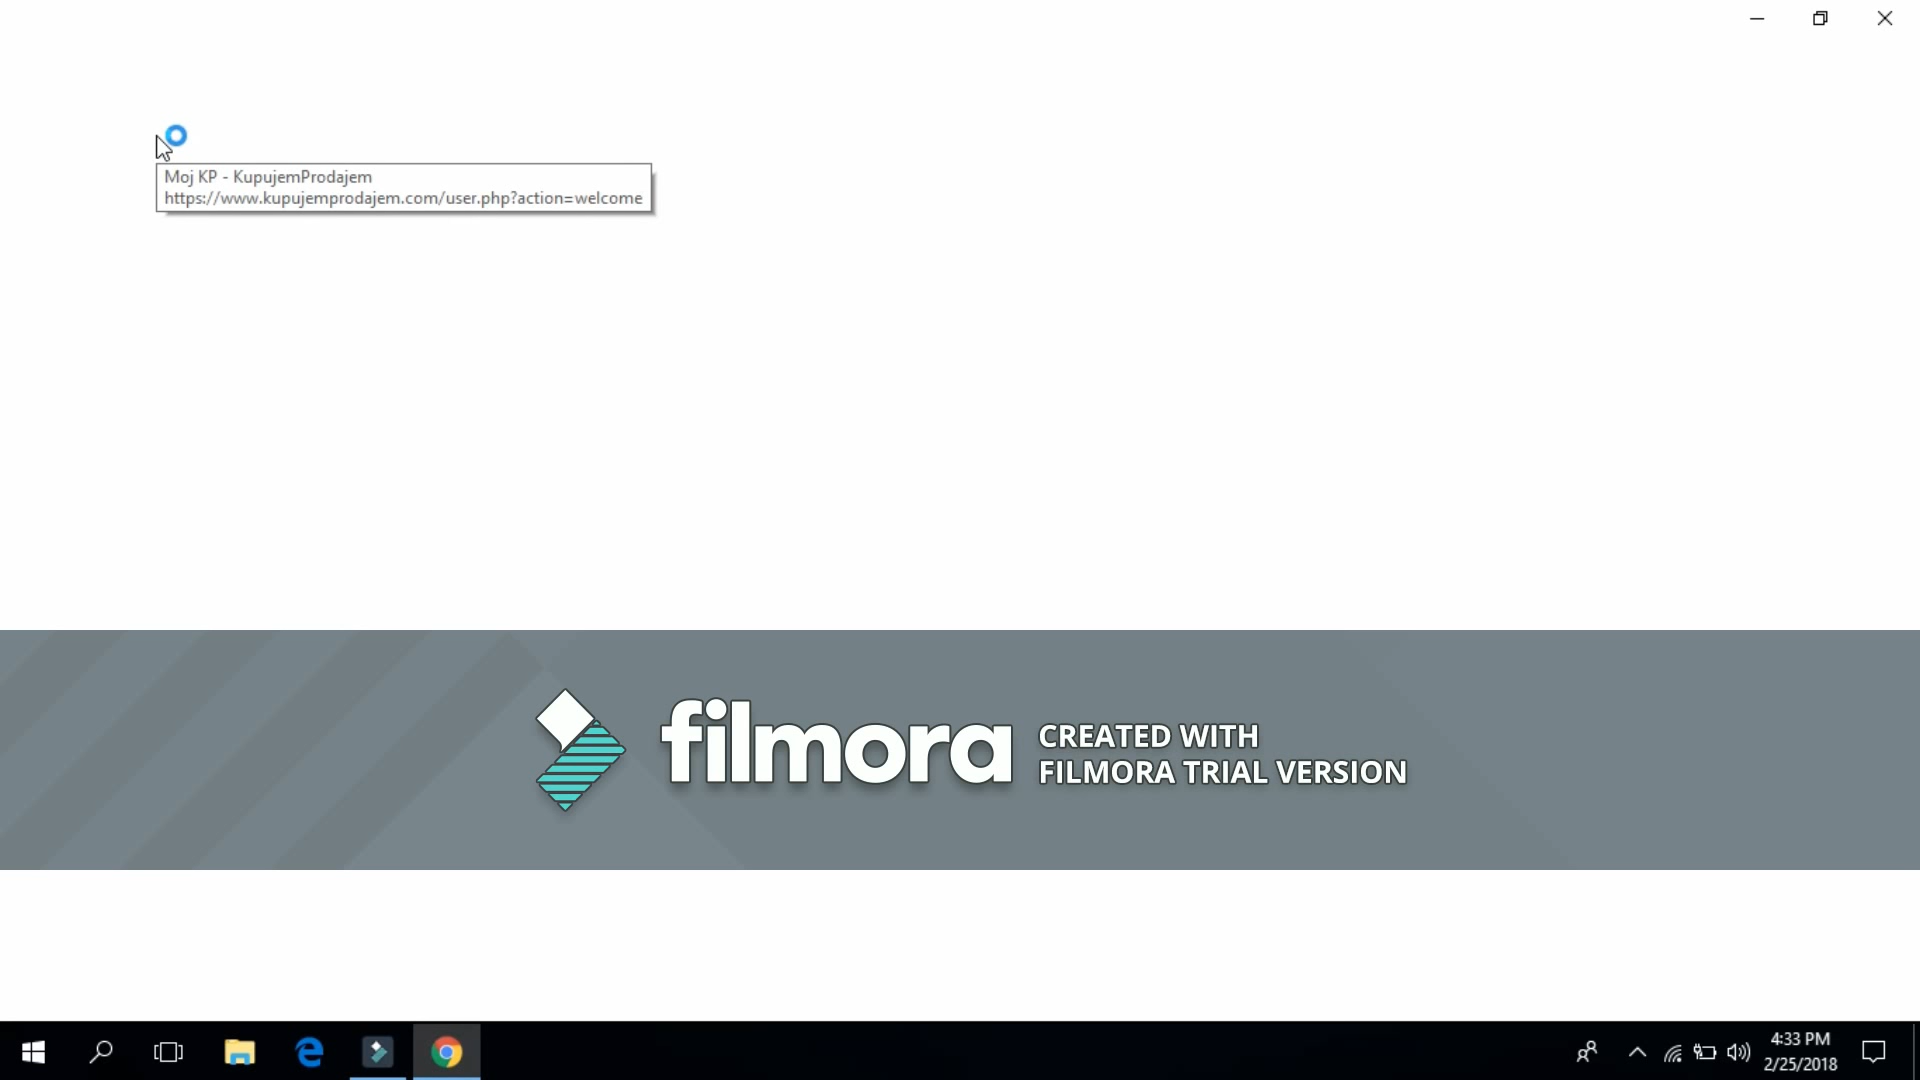 Moj KP - KupujemProdajem
https://www.kupujemprodajem.com/user.php?action=welcome
filmora
CREATED WITH
FILMORA TRIAL VERSION
4:33 PM
2/25/2018